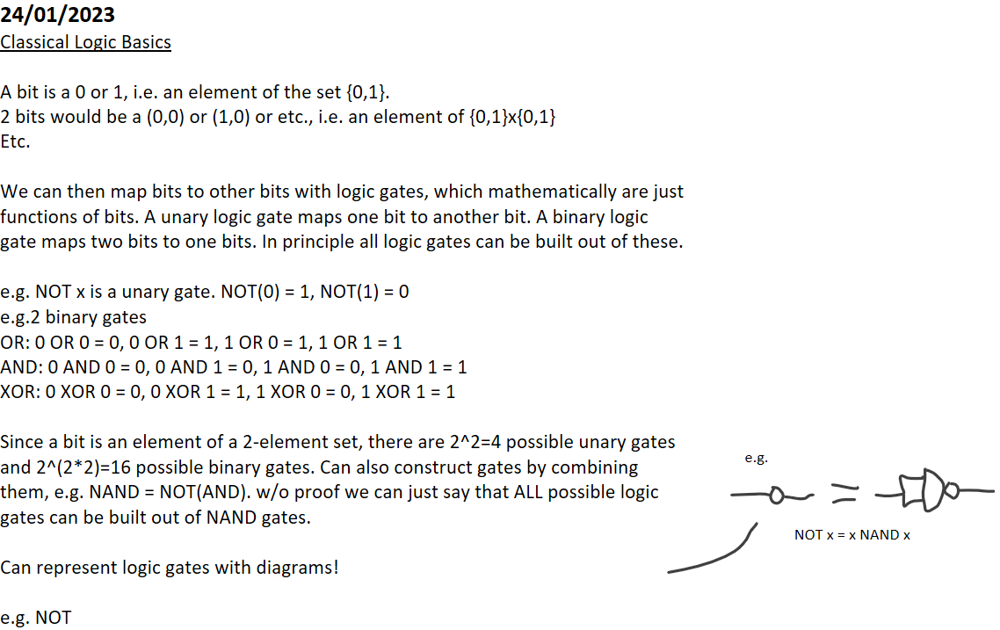 24/01/2023
Classical Logic Basics
A bit is a 0 or 1, i.e. an element of the set {0,1}.
2 bits would be a (0,0) or (1,0) or etc., i.e. an element of {0,1}x{0,1}
Etc.
We can then map bits to other bits with logic gates, which mathematically are just
functions of bits. A unary logic gate maps one bit to another bit. A binary logic
gate maps two bits to one bits. In principle all logic gates can be built out of these.
e.g. NOT x is a unary gate. NOT(0) = 1, NOT(1) = 0
e.g.2 binary gates
OR: 0 OR 0 = 0, 0 OR 1 = 1, 1 OR 0 = 1, 1 OR 1 = 1
AND: 0 AND 0 = 0, 0 AND 1 = 0, 1 AND 0 = 0, 1 AND 1 = 1
XOR: 0 XOR 0 = 0, 0 XOR 1 = 1, 1 XOR 0 = 0, 1 XOR 1 = 1
Since a bit is an element of a 2-element set, there are 2^2=4 possible unary gates
and 2^(2*2)=16 possible binary gates. Can also construct gates by combining
them, e.g. NAND = NOT(AND). w/o proof we can just say that ALL possible logic
gates can be built out of NAND gates.
Can represent logic gates with diagrams!
e.g. NOT
e.g.
=
NOT x = x NAND x